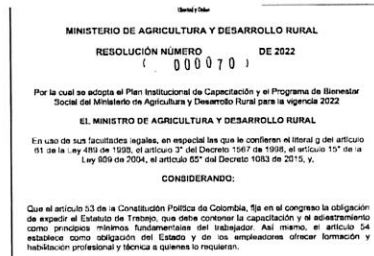 Libertad y Orden
MINISTERIO DE AGRICULTURA Y DESARROLLO RURAL
RESOLUCIÓN NÚMERO DE 2022
( 000070 )
Por la cual se adopta el Plan Institucional de Capacitación y el Programa de Bienestar
Social del Ministerio de Agricultura y Desarrollo Rural para la vigencia 2022
EL MINISTRO DE AGRICULTURA Y DESARROLLO RURAL
En uso de sus facultades legales, en especial las que le confieren el literal g del artículo
61 de la Ley 489 de 1998, el artículo 3° del Decreto 1567 de 1998, el artículo 15° de la
Ley 909 de 2004, el artículo 65° del Decreto 1083 de 2015, y,
CONSIDERANDO:
Que el artículo 53 de la Constitución Política de Colombia, fija en el congreso la obligación
de expedir el Estatuto de Trabajo, que debe contener la capacitación y el adiestramiento
como principios mínimos fundamentales del trabajador. Así mismo, el artículo 54
establece como obligación del Estado y de los empleadores ofrecer formación y
habilitación profesional y técnica a quienes lo requieran.